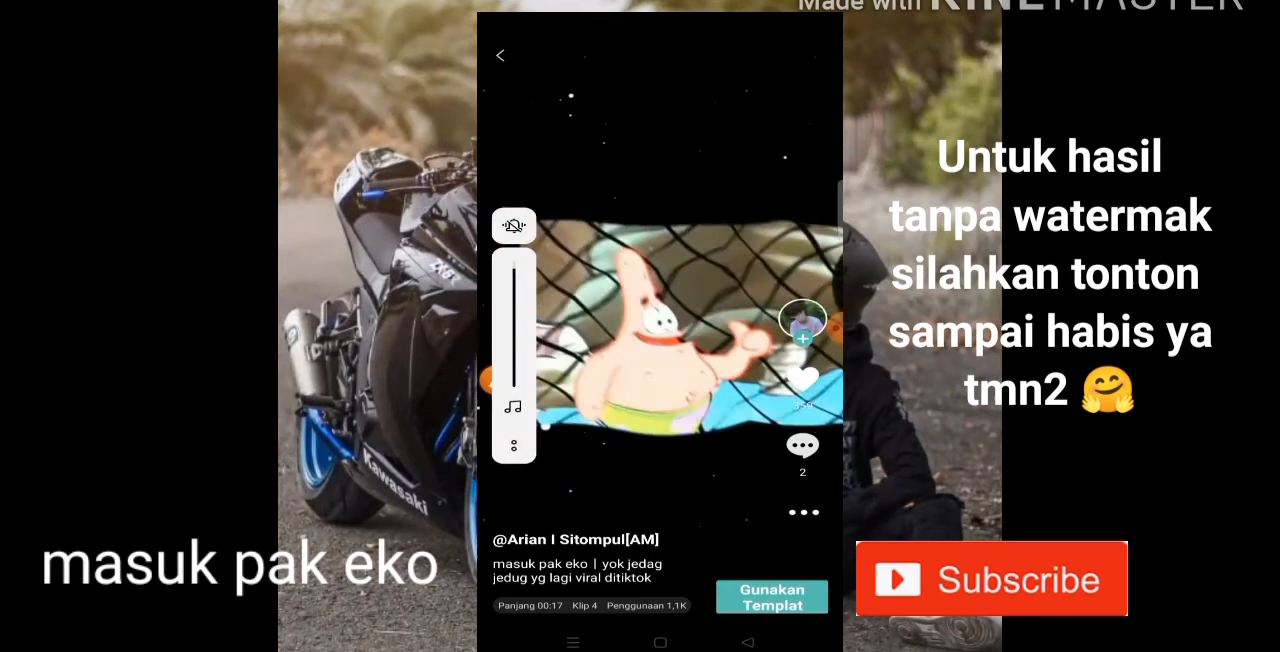 Made with KINEMASTER
Untuk hasil
tanpa watermak
silahkan tonton
sampai habis ya
tmn2 🤗
Kawasaki
359
2
@Arian I Sitompul[AM]
masuk pak eko | yok jedag
jedug yg lagi viral ditiktok
Panjang 00:17 Klip 4 Penggunaan 1,1K
Gunakan
Templat
masuk pak eko
Subscribe